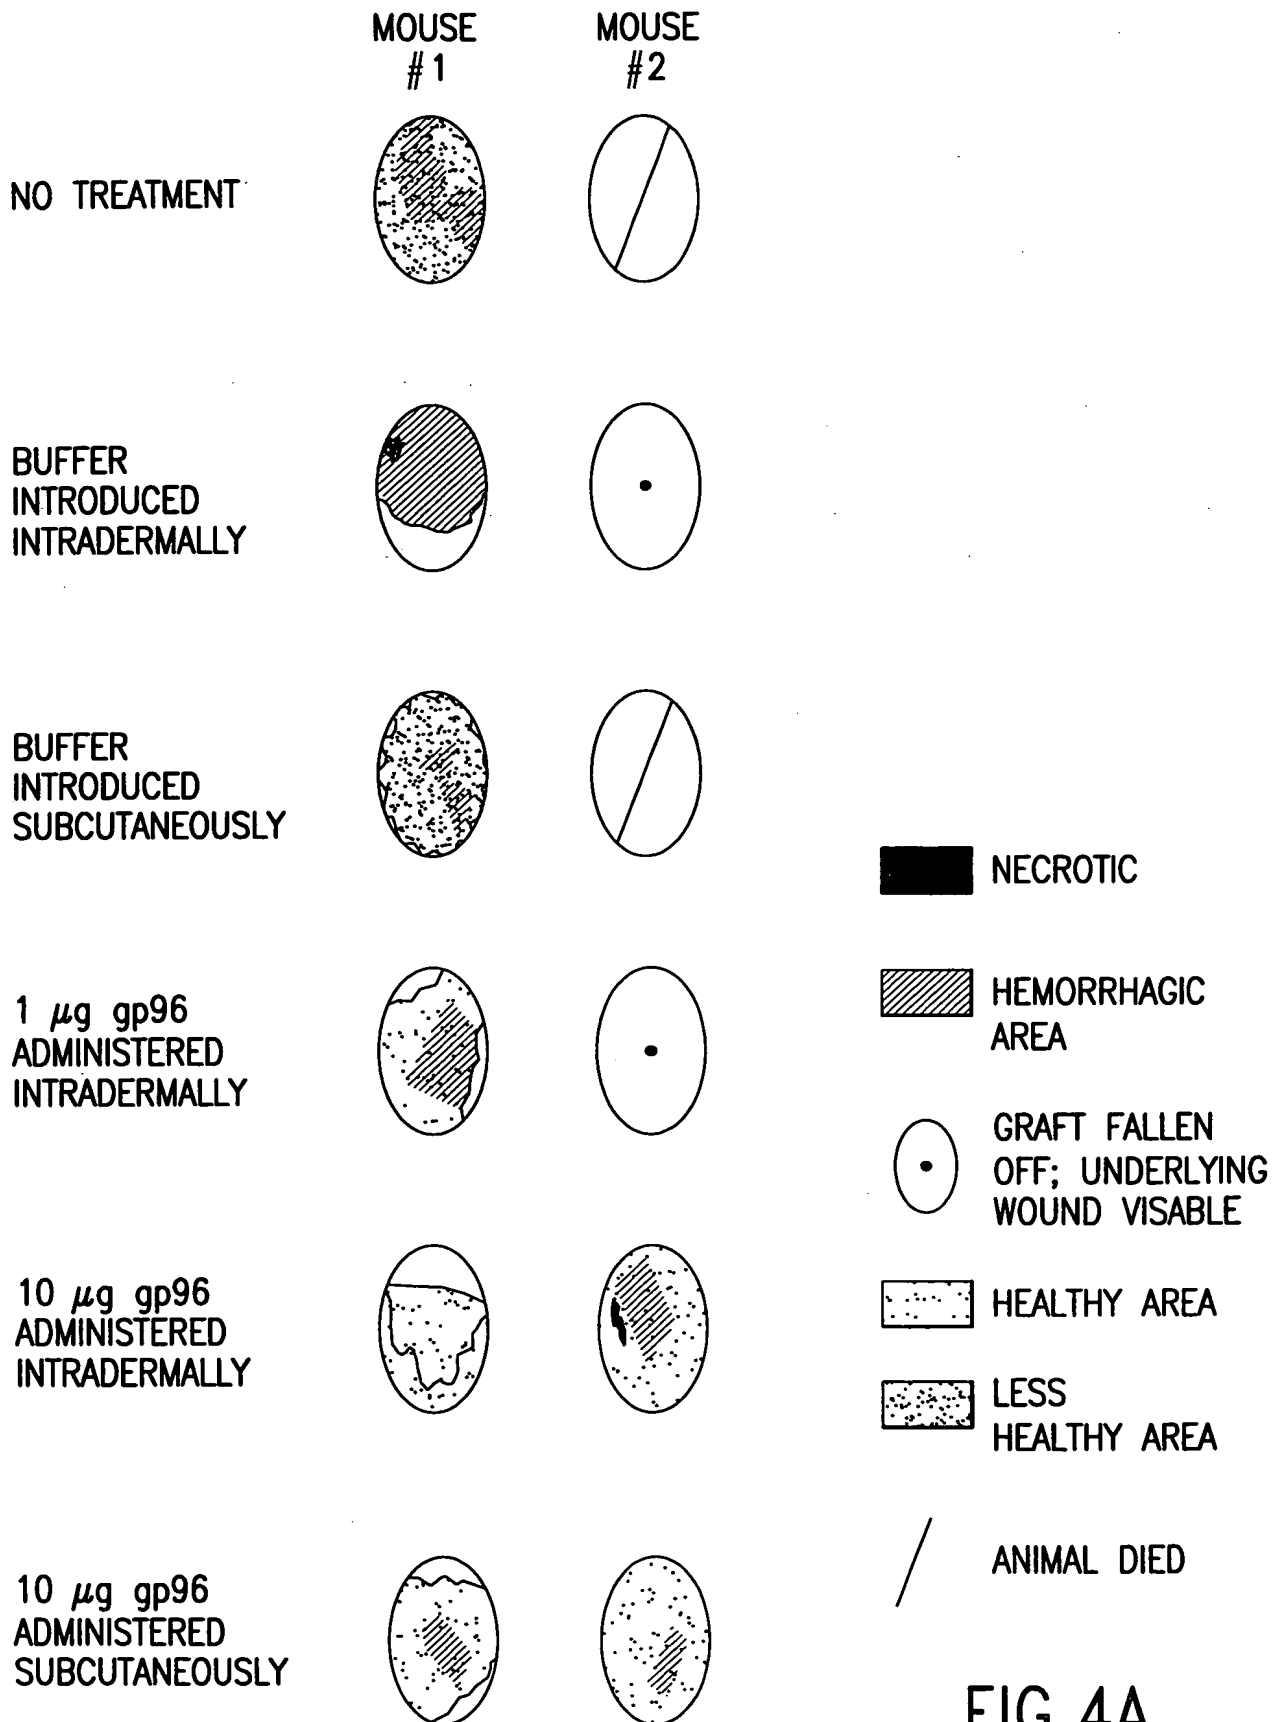 MOUSE
#1
MOUSE
#2
NO TREATMENT
BUFFER
INTRODUCED
INTRADERMALLY
BUFFER
INTRODUCED
SUBCUTANEOUSLY
1 μg gp96
ADMINISTERED
INTRADERMALLY
10 μg gp96
ADMINISTERED
INTRADERMALLY
10 μg gp96
ADMINISTERED
SUBCUTANEOUSLY
NECROTIC
HEMORRHAGIC
AREA
GRAFT FALLEN
OFF; UNDERLYING
WOUND VISABLE
HEALTHY AREA
LESS
HEALTHY AREA
ANIMAL DIED
FIG.4A